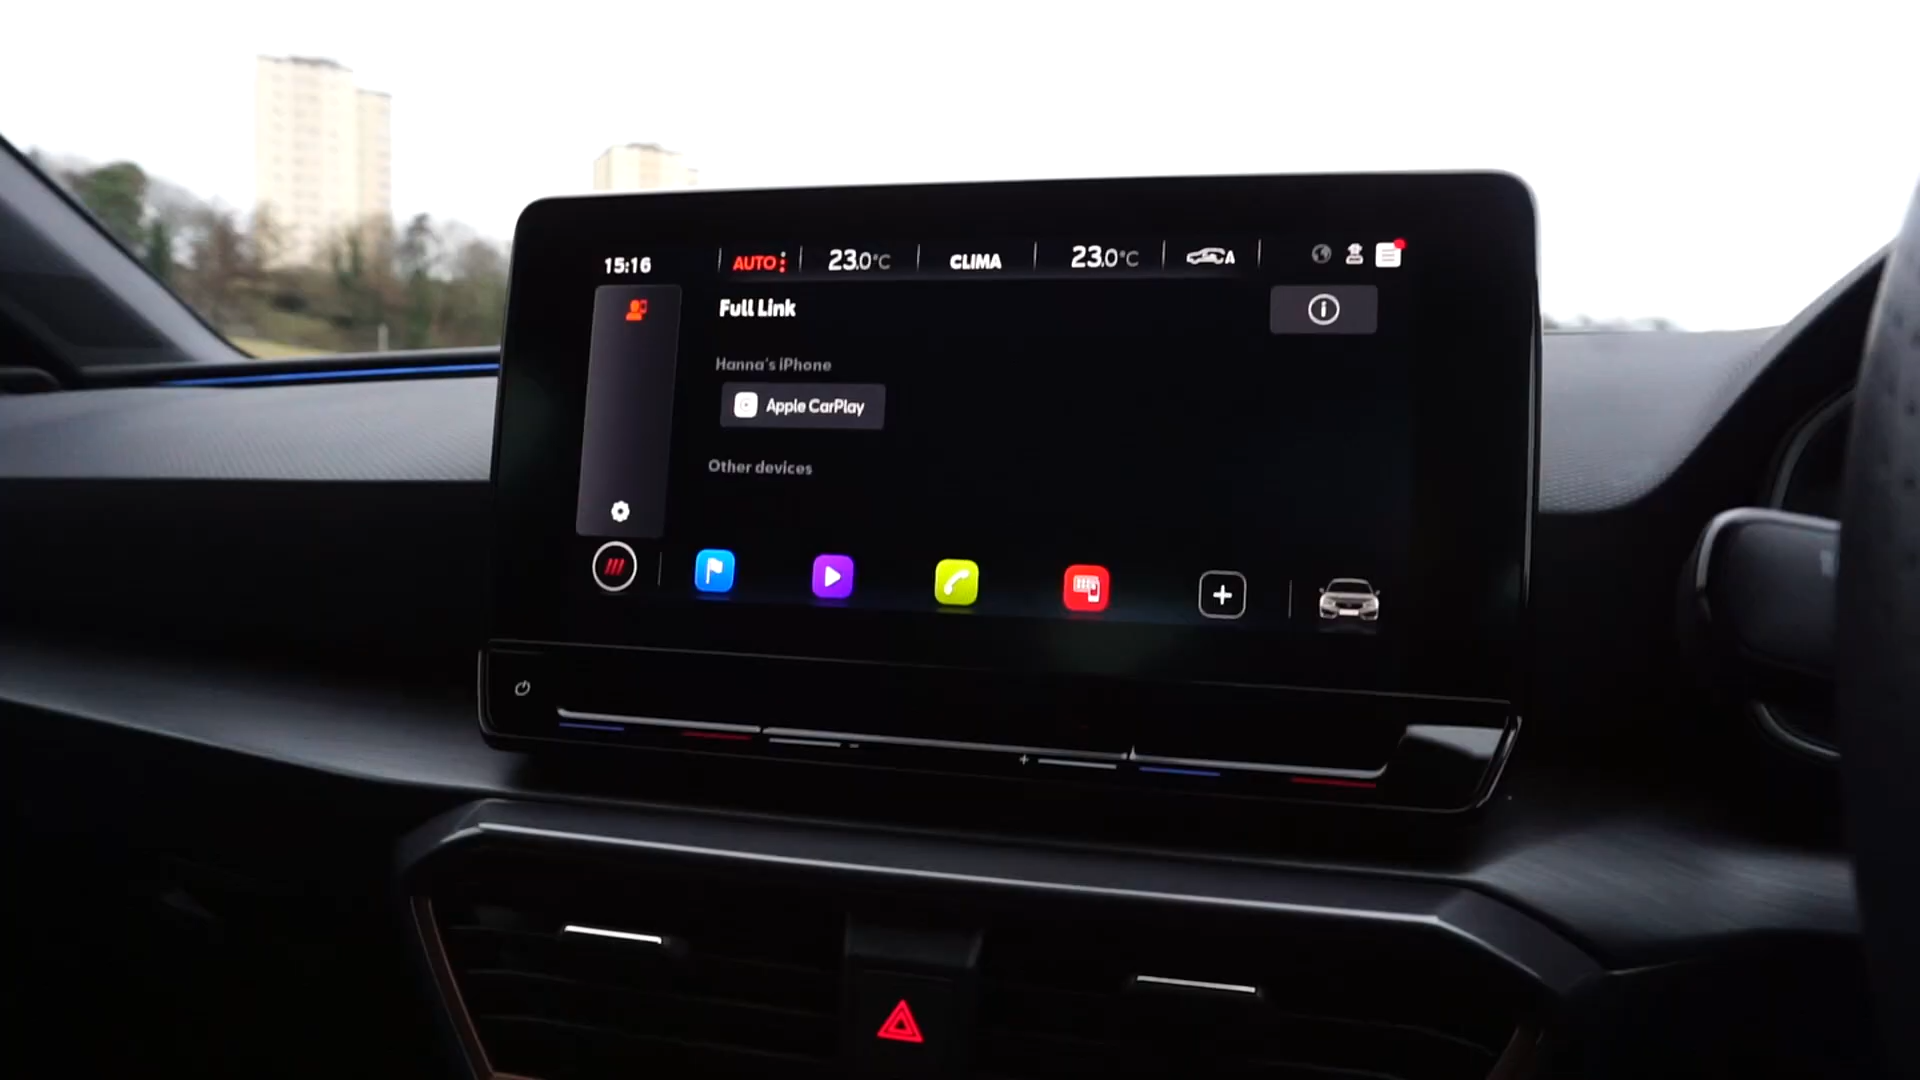 15:16
AUTO
23.0°C
CLIMA
23.0°C
A
Full Link
Hanna's iPhone
Apple CarPlay
Other devices